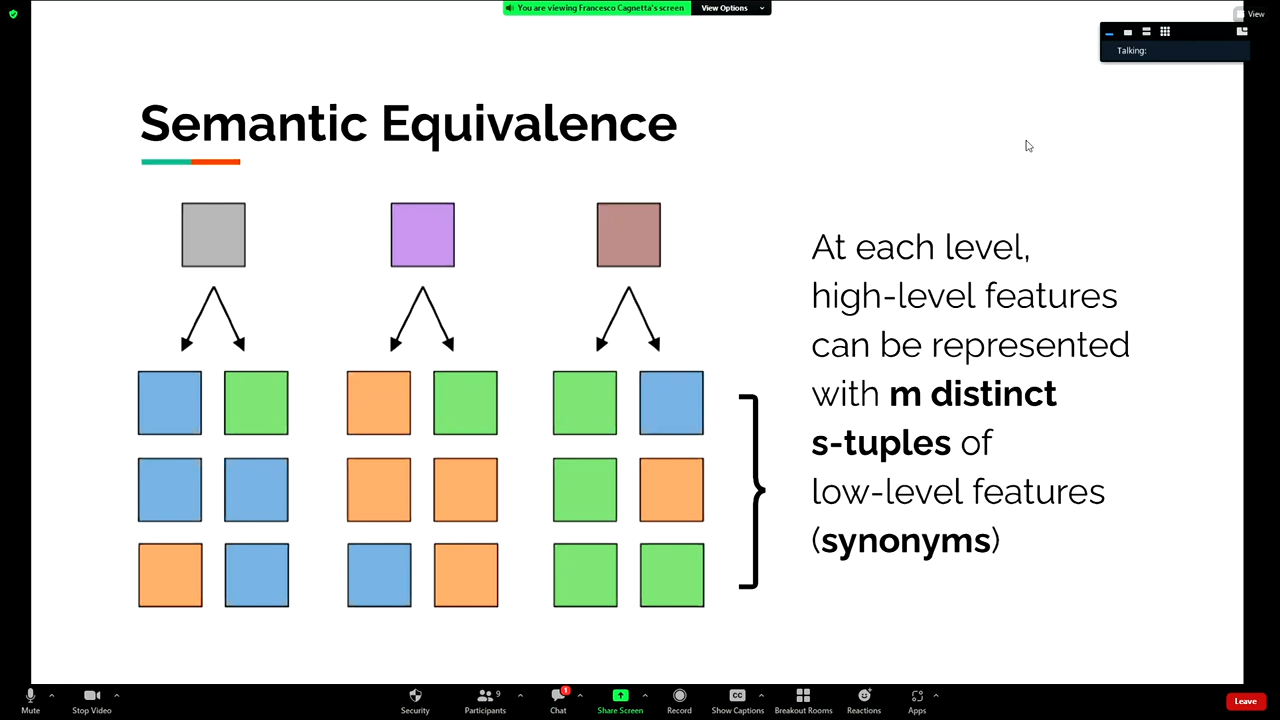 You are viewing Francesco Cagnetta's screen
View Options
View
Talking:
Semantic Equivalence
At each level,
high-level features
can be represented
with m distinct
s-tuples of
low-level features
(synonyms)
Mute
Stop Video
Security
9
Participants
1
Chat
Share Screen
Record
CC
Show Captions
Breakout Rooms
Reactions
Apps
Leave